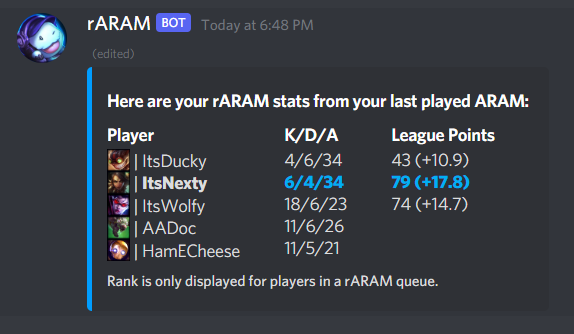 rARAM BOT Today at 6:48 PM
(edited)
Here are your rARAM stats from your last played ARAM:
Player K/D/A League Points
| ItsDucky 4/6/34 43 (+10.9)
| ItsNexty 6/4/34 79 (+17.8)
| ItsWolfy 18/6/23 74 (+14.7)
| AADoc 11/6/26
| HamECheese 11/5/21
Rank is only displayed for players in a rARAM queue.